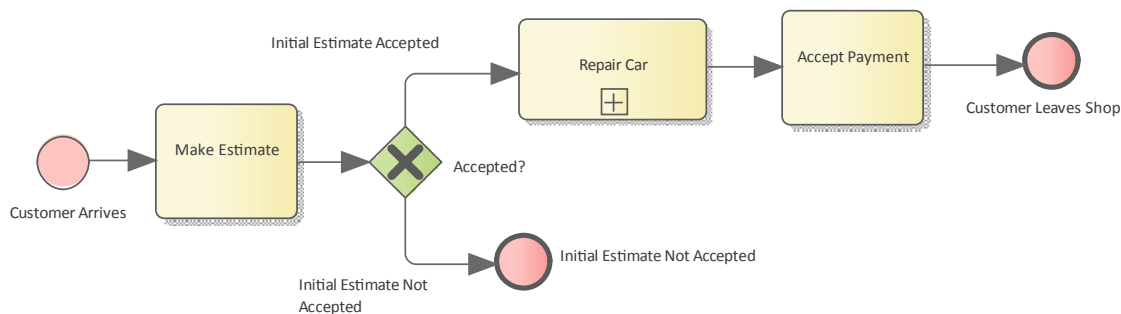 Initial Estimate Accepted
Repair Car
Accept Payment
Customer Leaves Shop
Make Estimate
Accepted?
Customer Arrives
Initial Estimate Not Accepted
Initial Estimate Not
Accepted